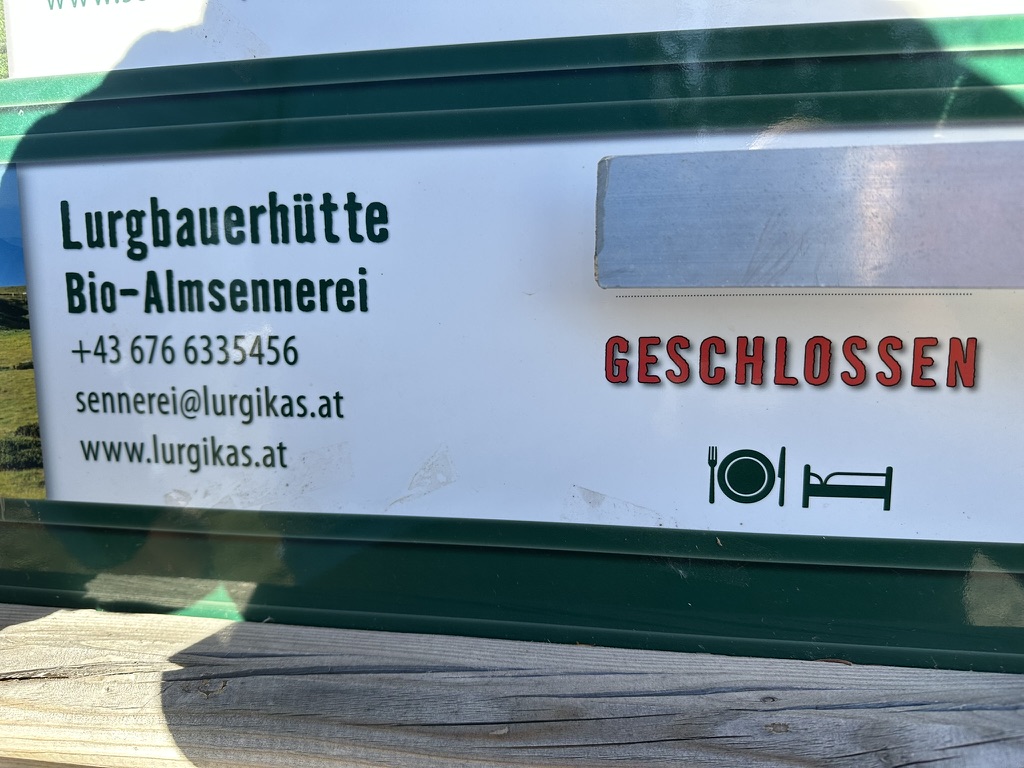 Lurgbauerhütte
Bio-Almsennerei
+43 676 6335456
sennerei@lurgikas.at
www.lurgikas.at
GESCHLOSSEN